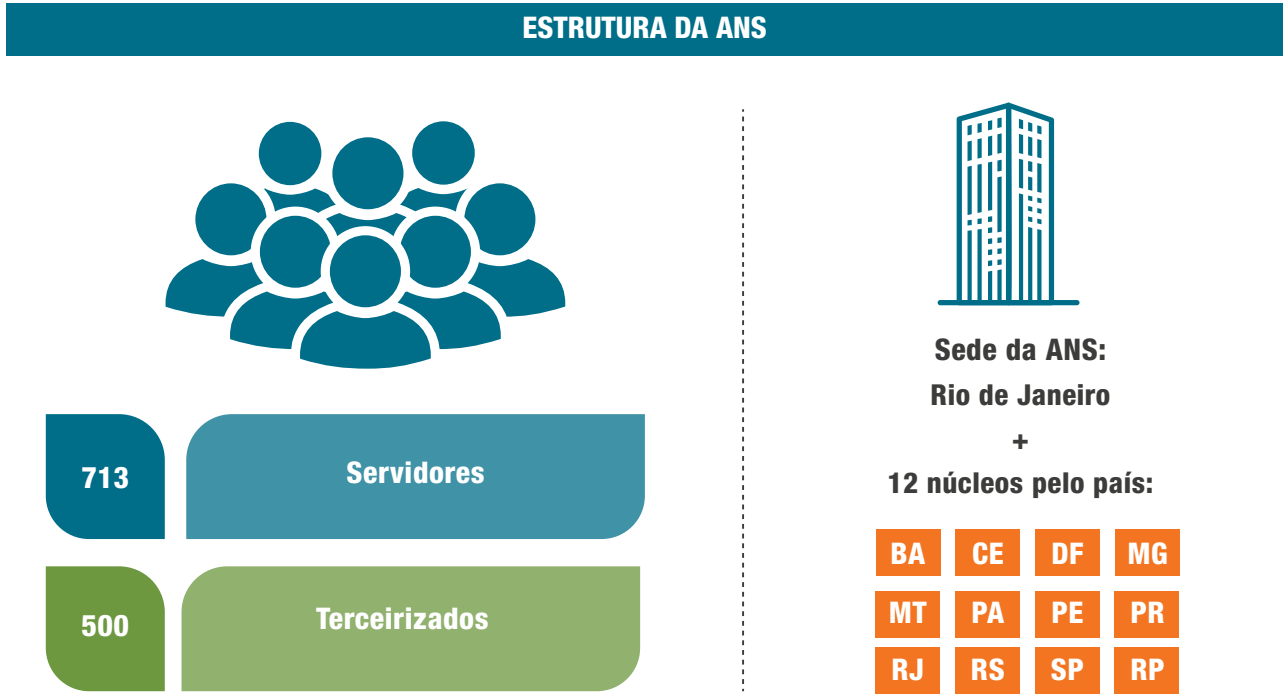 ESTRUTURA DA ANS
713
Servidores
500
Terceirizados
Sede da ANS:
Rio de Janeiro
+
12 núcleos pelo país:
BA CE DF MG
MT PA PE PR
RJ RS SP RP